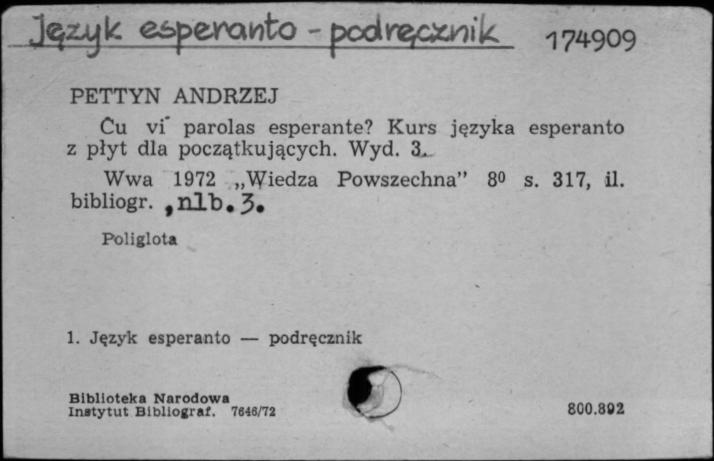 Język esperanto - podręcznik
174909
PETTYN ANDRZEJ
Ĉu vi parolas esperante? Kurs języka esperanto
z płyt dla początkujących. Wyd. 3.
Wwa 1972 „Wiedza Powszechna” 8⁰ s. 317, il.
bibliogr. , nlb. 3.
Poliglota
1. Język esperanto — podręcznik
Biblioteka Narodowa
Instytut Bibliograf. 7646/72
800.892